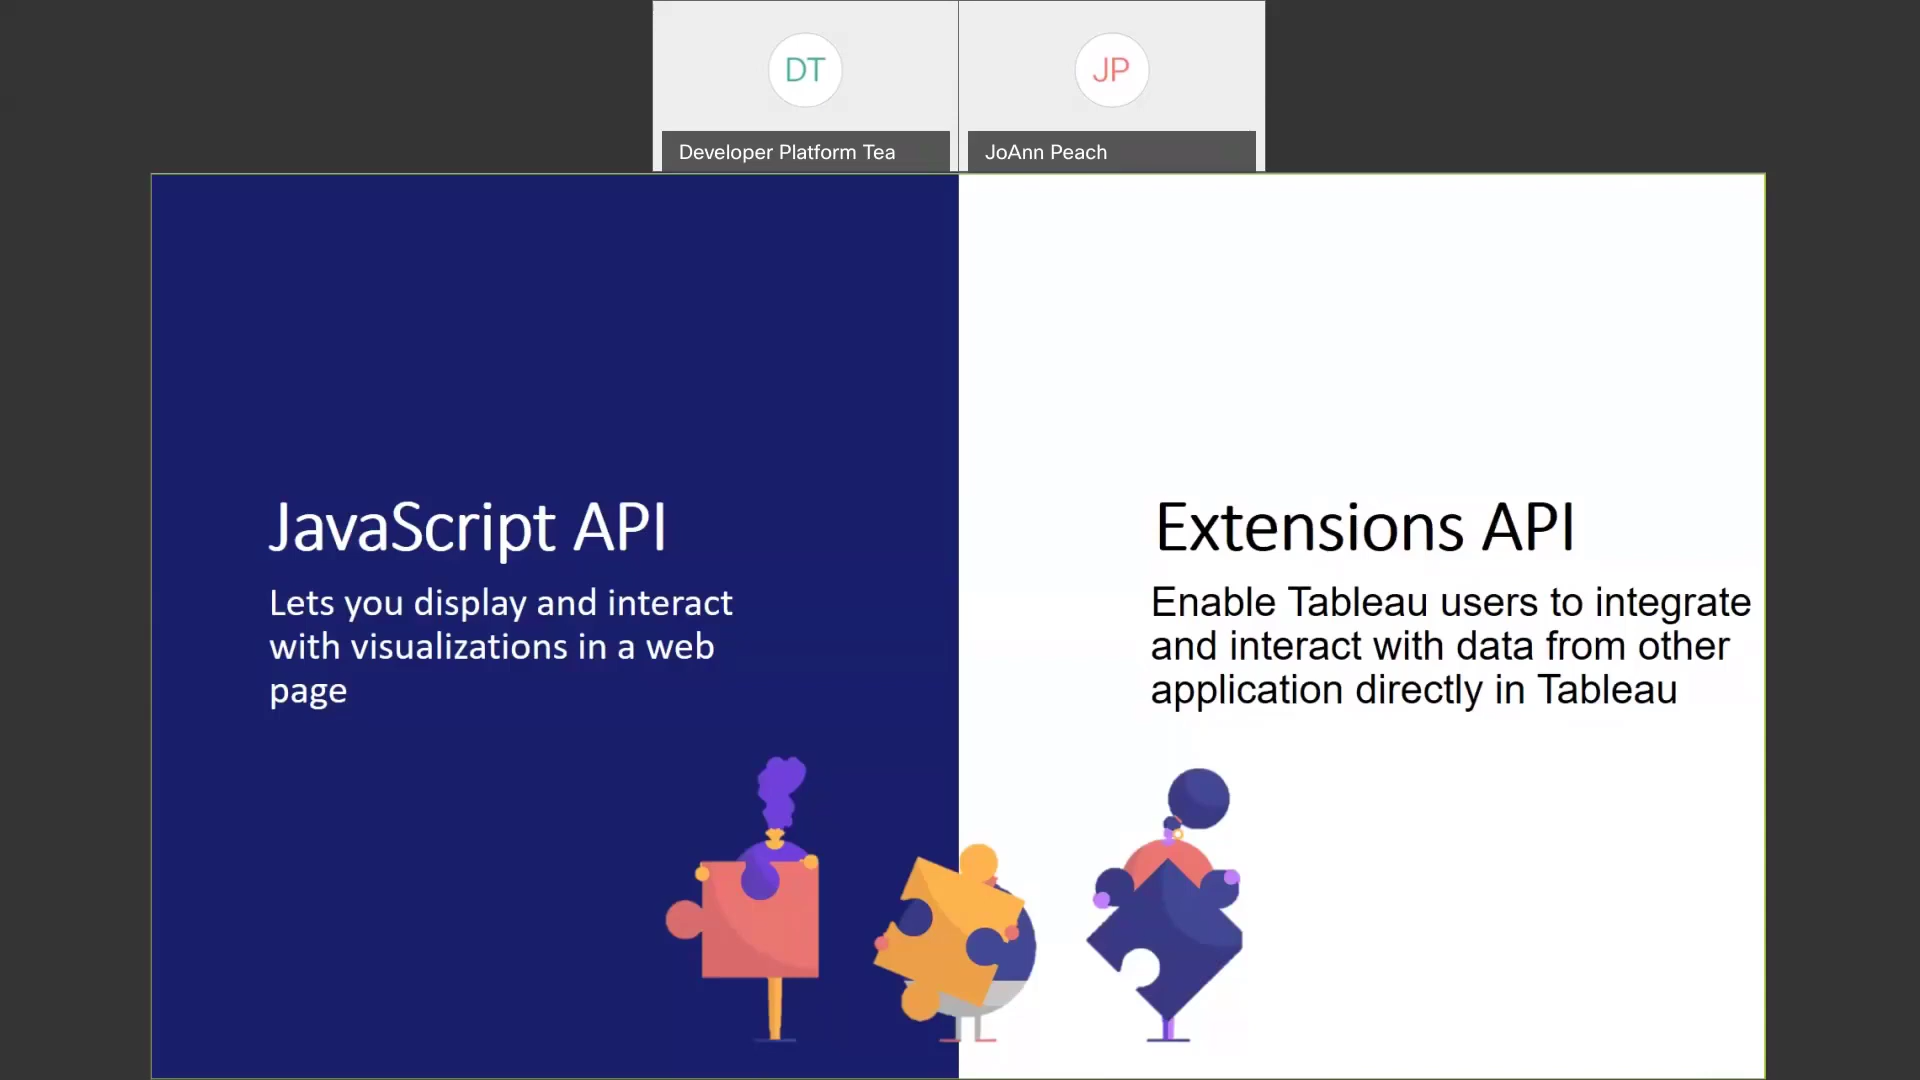 DT
JP
Developer Platform Tea
JoAnn Peach
JavaScript API
Lets you display and interact
with visualizations in a web
page
Extensions API
Enable Tableau users to integrate
and interact with data from other
application directly in Tableau